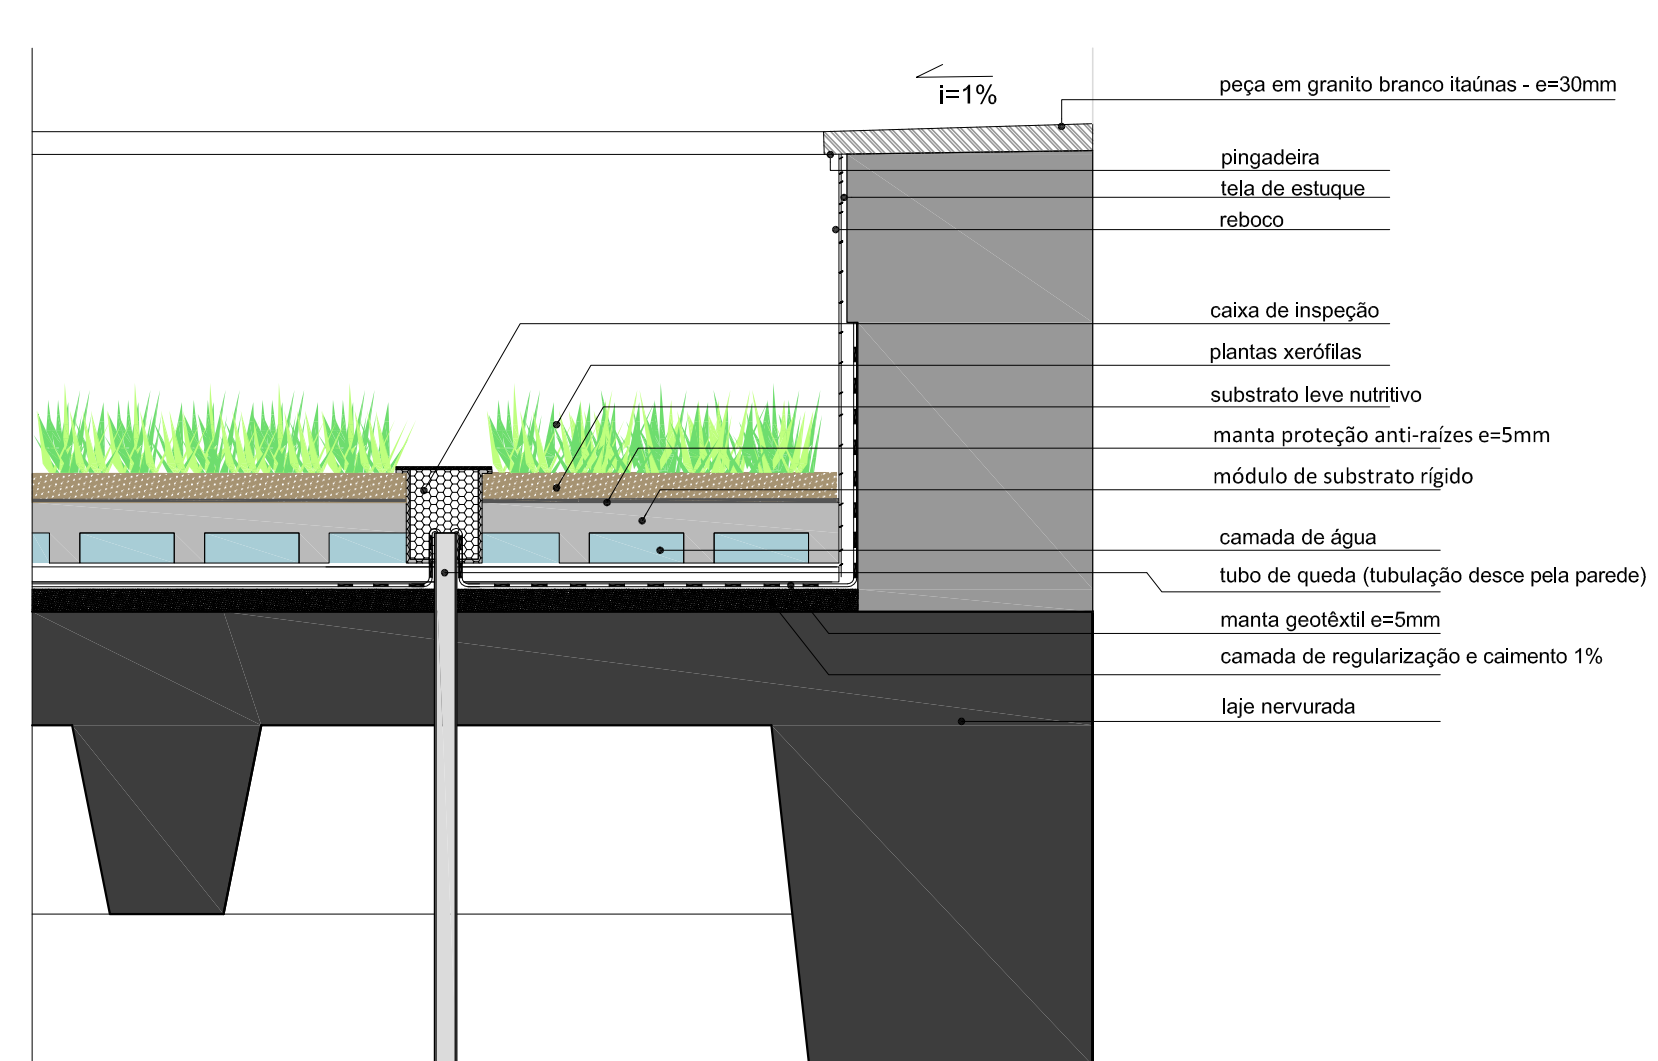 i=1%
peça em granito branco itaúnas - e=30mm
pingadeira
tela de estuque
reboco
caixa de inspeção
plantas xerófilas
substrato leve nutritivo
manta proteção anti-raízes e=5mm
módulo de substrato rígido
camada de água
tubo de queda (tubulação desce pela parede)
manta geotêxtil e=5mm
camada de regularização e caimento 1%
laje nervurada